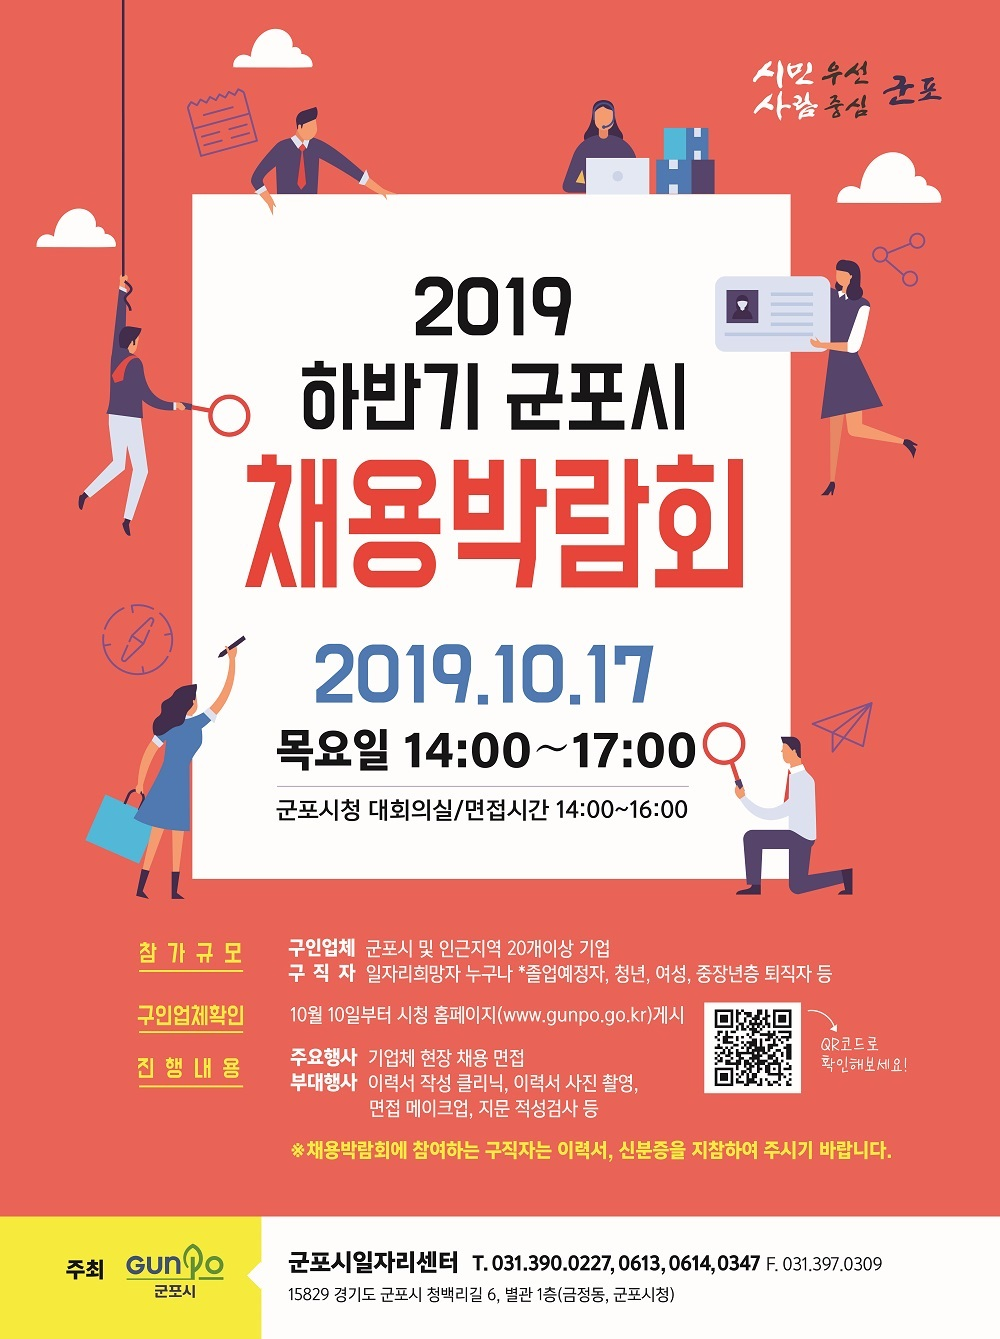 시민 우선
사람 중심 군포
2019
하반기 군포시
채용박람회
2019.10.17
목요일 14:00~17:00
군포시청 대회의실/면접시간 14:00~16:00
참가규모
구인업체 군포시 및 인근지역 20개이상 기업
구직자 일자리희망자 누구나 *졸업예정자, 청년, 여성, 중장년층 퇴직자 등
구인업체확인
10월 10일부터 시청 홈페이지(www.gunpo.go.kr)게시
QR코드로
확인해보세요!
진행내용
주요행사 기업체 현장 채용 면접
부대행사 이력서 작성 클리닉, 이력서 사진 촬영,
면접 메이크업, 지문 적성검사 등
※채용박람회에 참여하는 구직자는 이력서, 신분증을 지참하여 주시기 바랍니다.
주최
GUNPO
군포시
군포시일자리센터 T. 031.390.0227, 0613, 0614, 0347 F. 031.397.0309
15829 경기도 군포시 청백리길 6, 별관 1층(금정동, 군포시청)